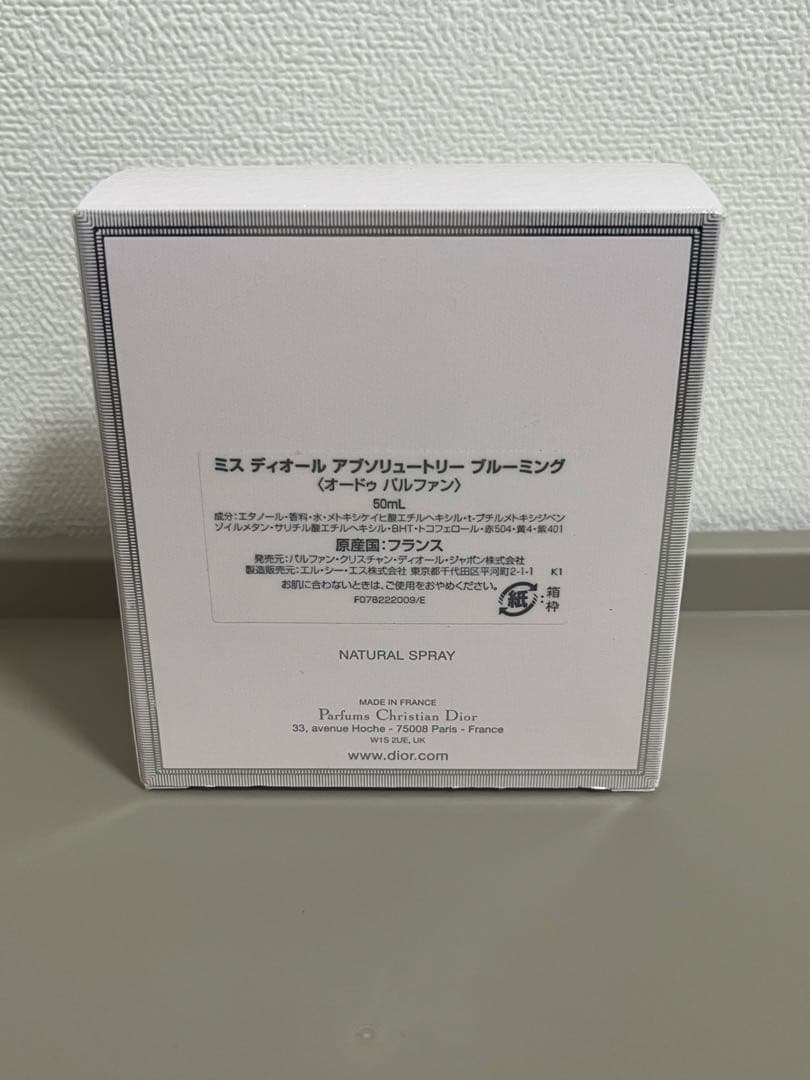 ミス ディオール アブソリュートリー ブルーミング
〈オードゥ パルファン〉
50mL
成分:エタノール・香料・水・メトキシケイヒ酸エチルヘキシル・t-ブチルメトキシジベン
ゾイルメタン・サリチル酸エチルヘキシル・BHT・トコフェロール・赤504・黄4・紫401
原産国:フランス
発売元:パルファン・クリスチャン・ディオール・ジャポン株式会社
製造販売元:エル・シー・エス株式会社 東京都千代田区平河町2-1-1 K1
お肌に合わないときは、ご使用をおやめください。
F078222009/E
紙:箱
枠
NATURAL SPRAY
MADE IN FRANCE
Parfums Christian Dior
33, avenue Hoche - 75008 Paris - France
W1S 2UE, UK
www.dior.com